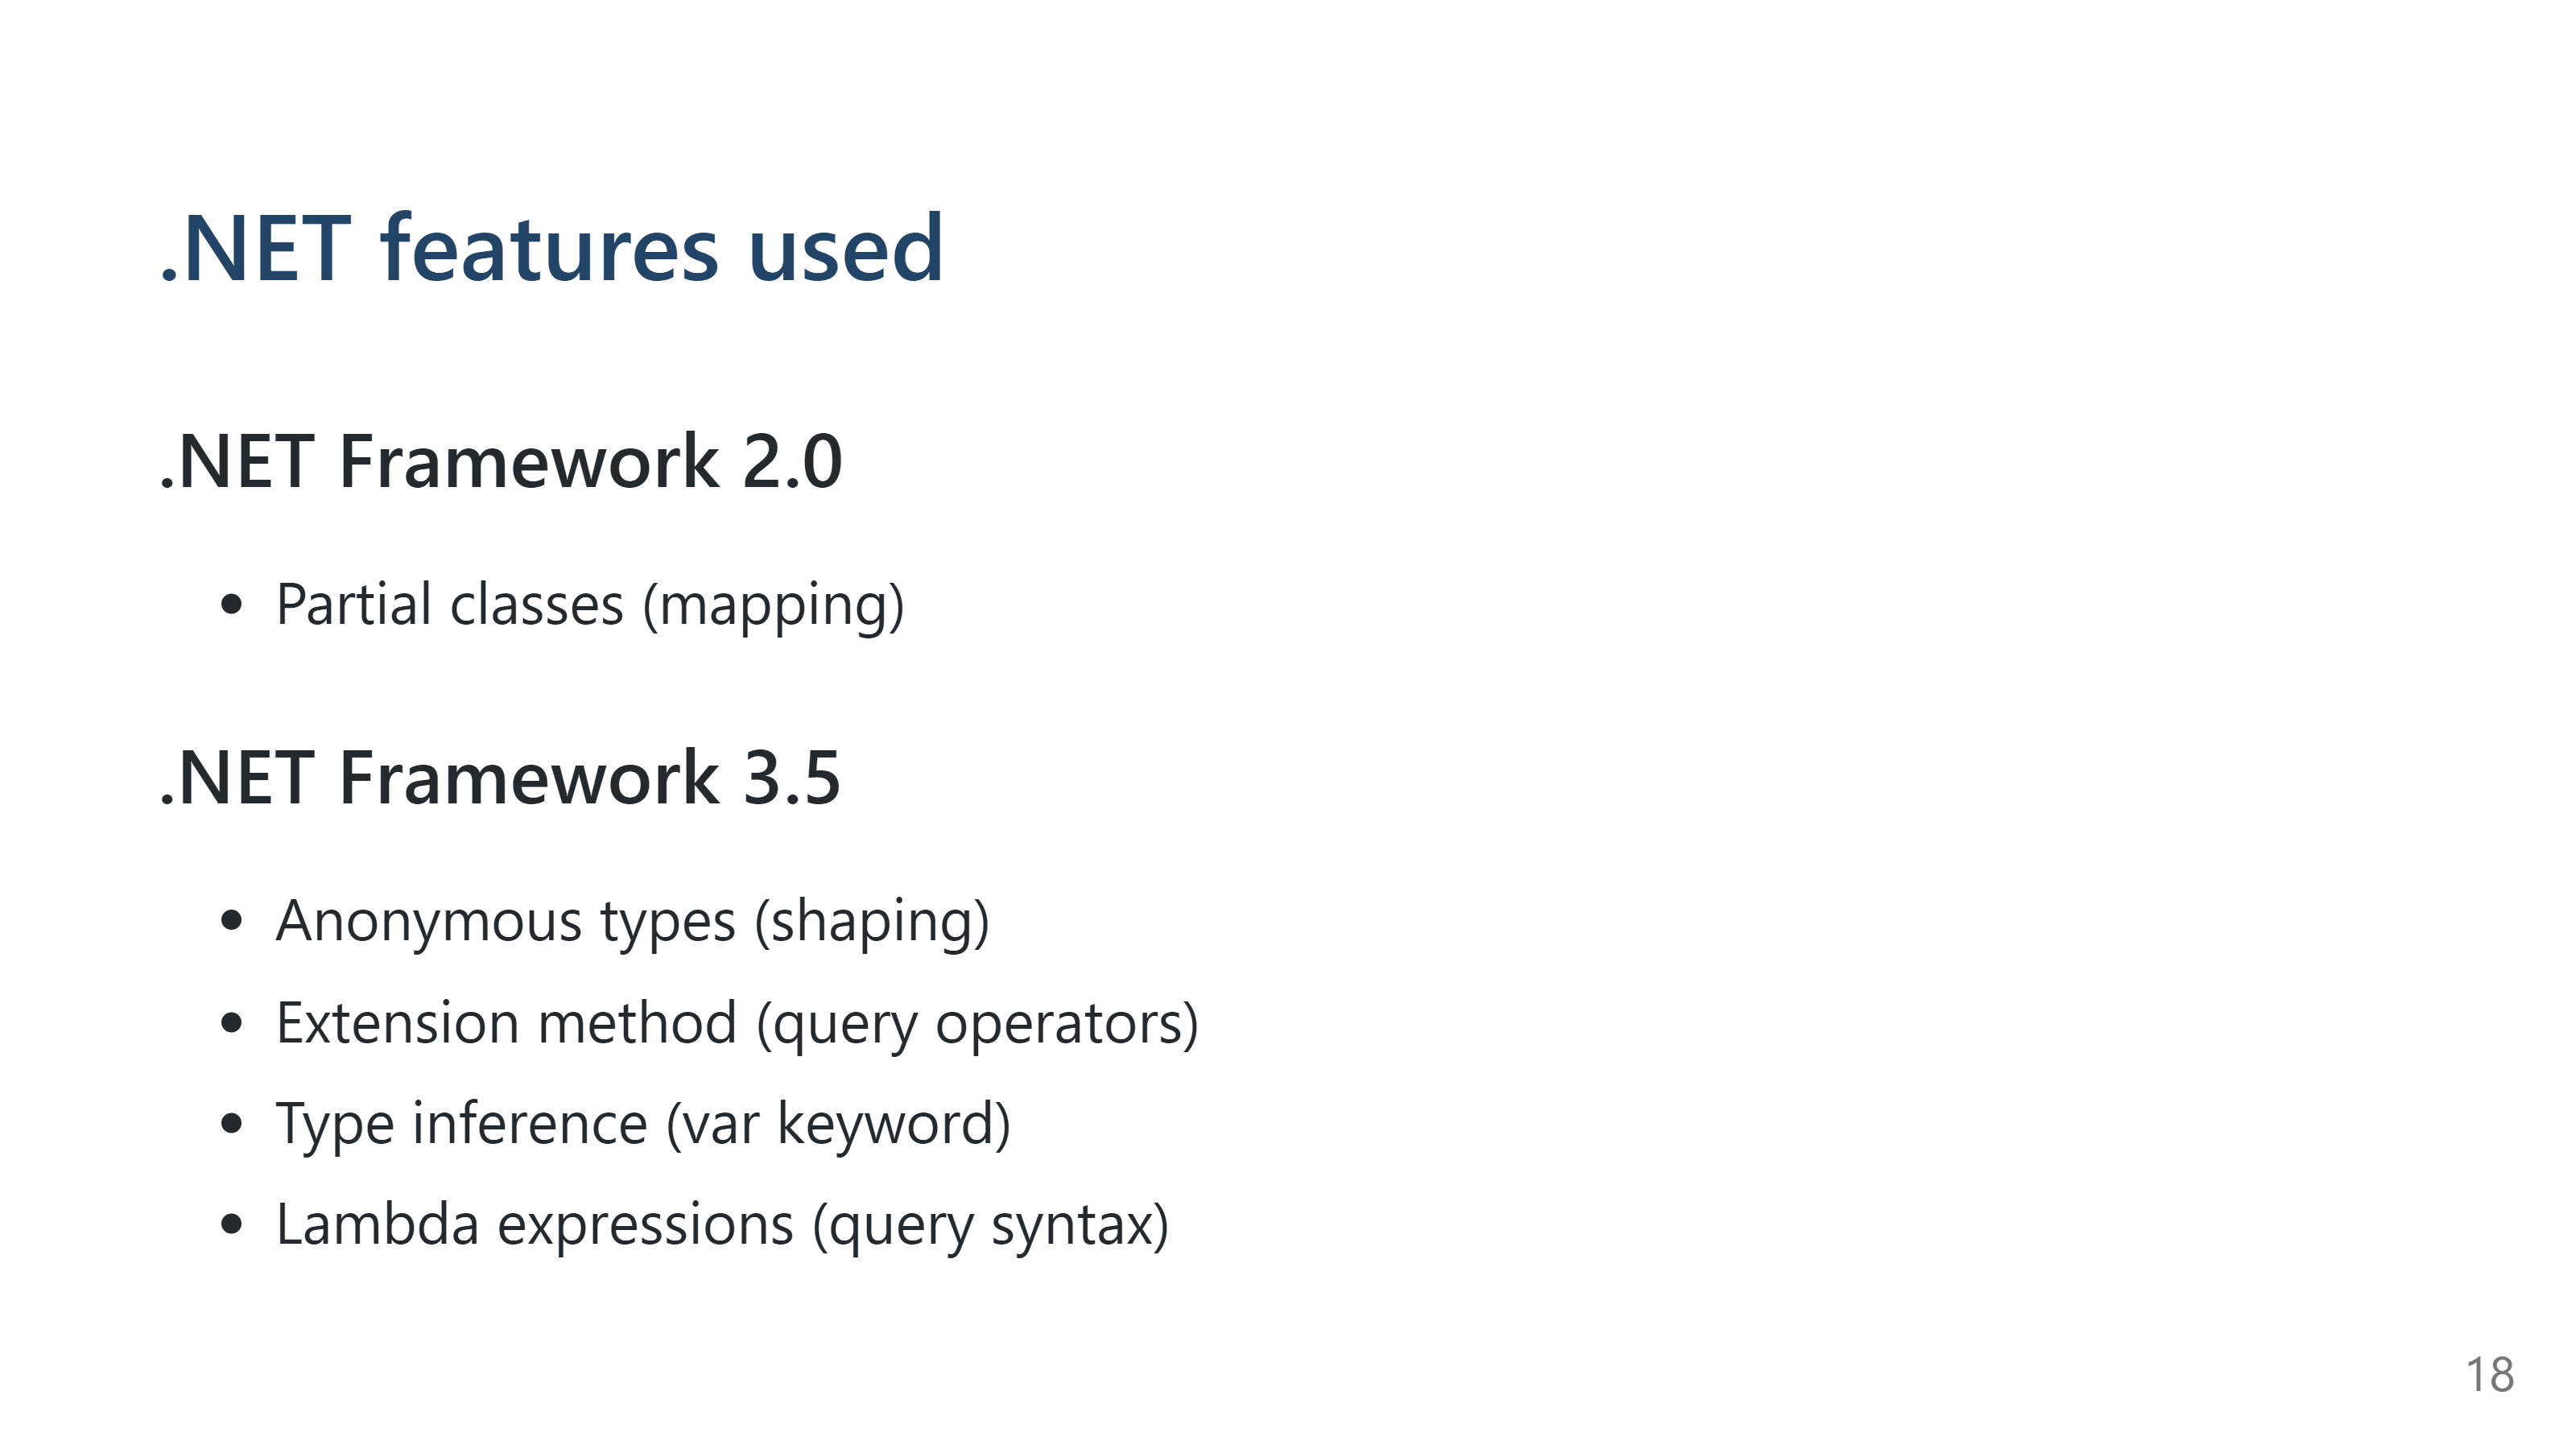 .NET features used
.NET Framework 2.0
• Partial classes (mapping)
.NET Framework 3.5
• Anonymous types (shaping)
• Extension method (query operators)
• Type inference (var keyword)
• Lambda expressions (query syntax)
18